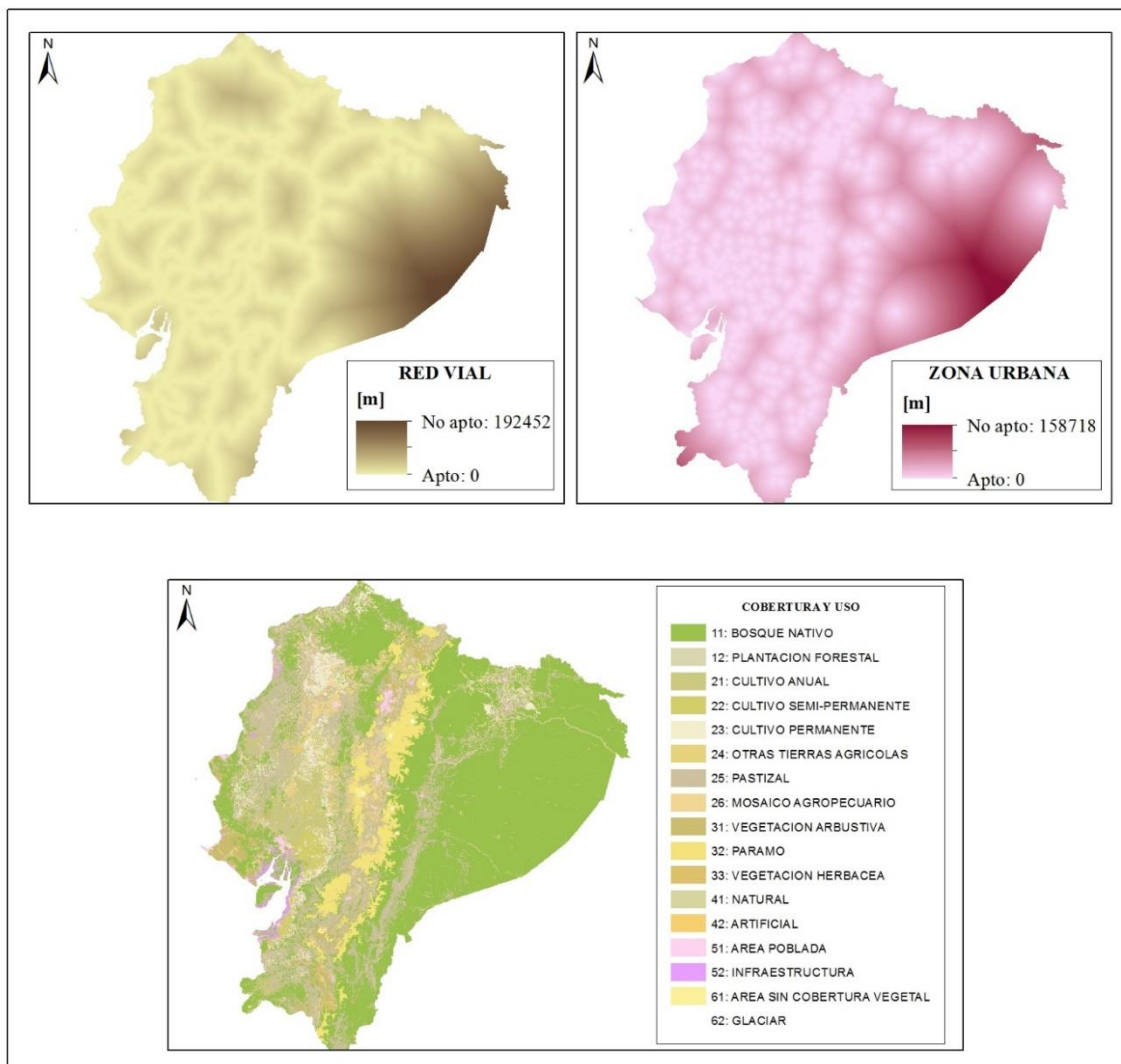 N
RED VIAL
[m]
No apto: 192452
Apto: 0
N
ZONA URBANA
[m]
No apto: 158718
Apto: 0
N
COBERTURA Y USO
11: BOSQUE NATIVO
12: PLANTACION FORESTAL
21: CULTIVO ANUAL
22: CULTIVO SEMI-PERMANENTE
23: CULTIVO PERMANENTE
24: OTRAS TIERRAS AGRICOLAS
25: PASTIZAL
26: MOSAICO AGROPECUARIO
31: VEGETACION ARBUSTIVA
32: PARAMO
33: VEGETACION HERBACEA
41: NATURAL
42: ARTIFICIAL
51: AREA POBLADA
52: INFRAESTRUCTURA
61: AREA SIN COBERTURA VEGETAL
62: GLACIAR